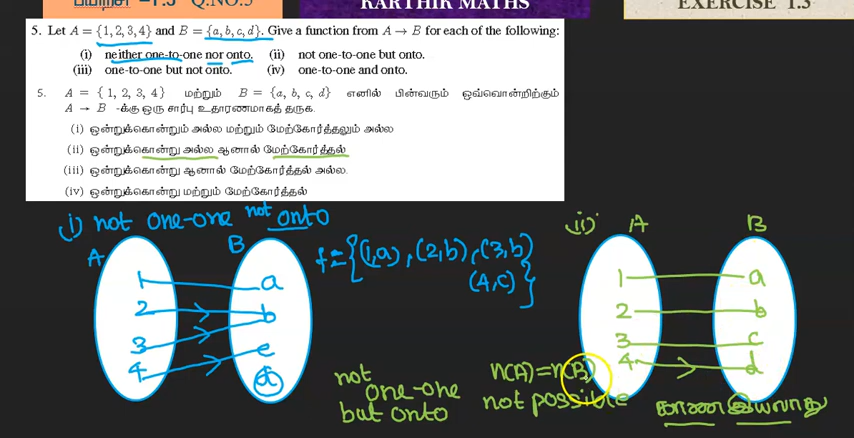 பயிற்சி -1.3 Q.NO.5
KARTHIK MATHS
EXERCISE 1.3
5. Let A = {1, 2, 3, 4} and B = {a, b, c, d}. Give a function from A → B for each of the following:
(i) neither one-to-one nor onto. (ii) not one-to-one but onto.
(iii) one-to-one but not onto. (iv) one-to-one and onto.
5. A = { 1, 2, 3, 4} மற்றும் B = {a, b, c, d} எனில் பின்வரும் ஒவ்வொன்றிற்கும்
A → B -க்கு ஒரு சார்பு உதாரணமாகத் தருக.
(i) ஒன்றுக்கொன்றும் அல்ல மற்றும் மேற்கோர்த்தலும் அல்ல
(ii) ஒன்றுக்கொன்று அல்ல ஆனால் மேற்கோர்த்தல்
(iii) ஒன்றுக்கொன்று ஆனால் மேற்கோர்த்தல் அல்ல.
(iv) ஒன்றுக்கொன்று மற்றும் மேற்கோர்த்தல்
i) not one-one not onto
A B
1 a
2 b
3 c
4 d
f = {(1,a), (2,b), (3,b)
(4,c)}
ii)
A B
1 a
2 b
3 c
4 d
not
one-one
but onto
n(A)=n(B)
not possible
காண இயலாது